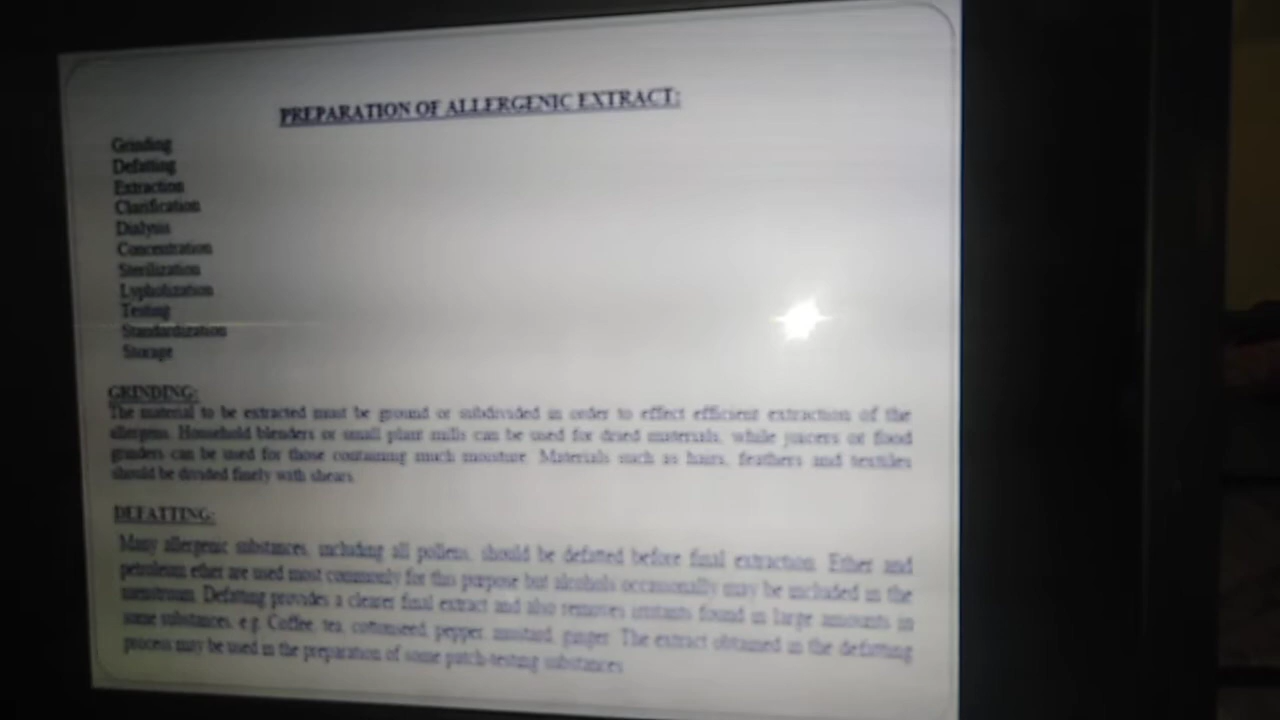 PREPARATION OF ALLERGENIC EXTRACT:
Grinding
Defatting
Extraction
Clarification
Dialysis
Concentration
Sterilization
Lypholization
Testing
Standardization
Storage
GRINDING:
The material to be extracted must be ground or subdivided in order to effect efficient extraction of the
allergens. Household blenders or small plant mills can be used for dried materials, while juicers or flood
grinders can be used for those containing much moisture. Materials such as hairs, feathers and textiles
should be divided finely with shears.
DEFATTING:
Many allergenic substances, including all pollens, should be defatted before final extraction. Ether and
petroleum ether are used most commonly for this purpose but alcohols occasionally may be included in the
menstruum. Defatting provides a clearer final extract and also removes irritants found in large amounts in
some substances, e.g. Coffee, tea, cottonseed, pepper, mustard, ginger. The extract obtained in the defatting
process may be used in the preparation of some patch-testing substances.